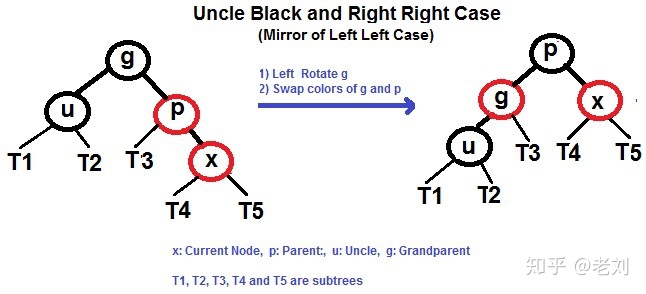 Uncle Black and Right Right Case
(Mirror of Left Left Case)
g
u
p
x
T1
T2
T3
T4
T5
1) Left Rotate g
2) Swap colors of g and p
p
g
x
u
T3
T4
T5
T1
T2
x: Current Node, p: Parent:, u: Uncle, g: Grandparent
T1, T2, T3, T4 and T5 are subtrees
知乎 @老刘